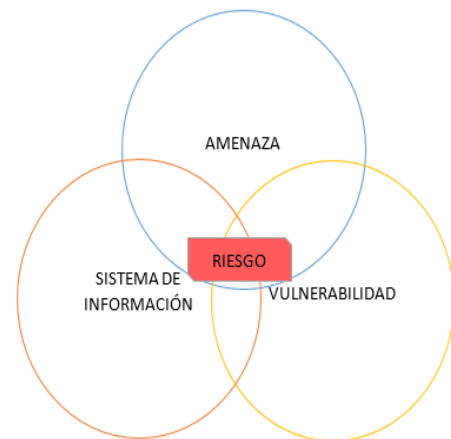 AMENAZA
RIESGO
SISTEMA DE
INFORMACIÓN
VULNERABILIDAD